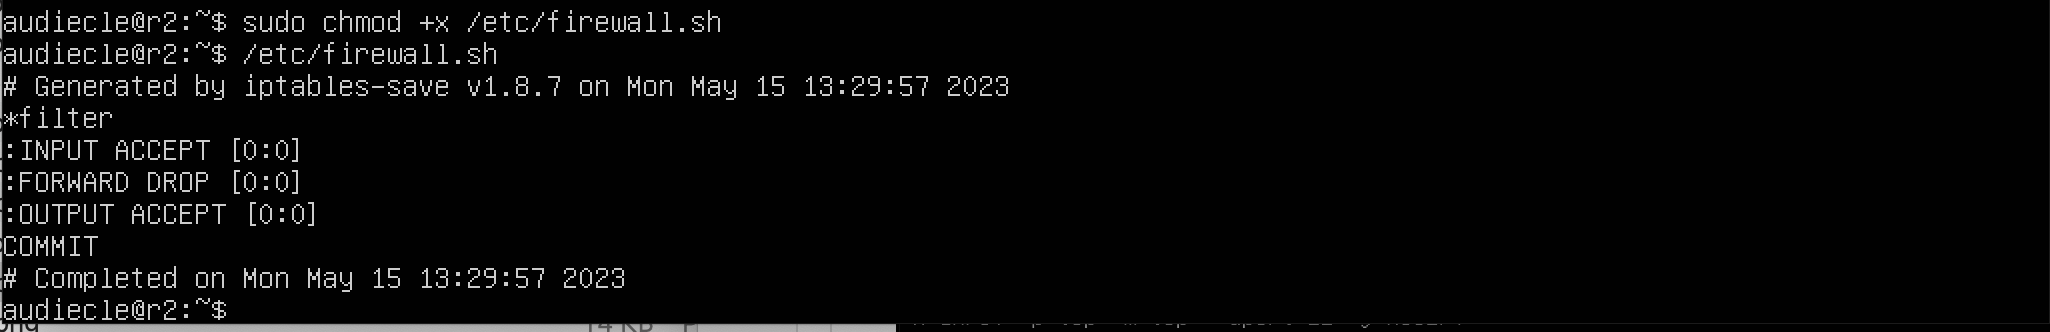 audiecle@r2:~$ sudo chmod +x /etc/firewall.sh
audiecle@r2:~$ /etc/firewall.sh
# Generated by iptables-save v1.8.7 on Mon May 15 13:29:57 2023
*filter
:INPUT ACCEPT [0:0]
:FORWARD DROP [0:0]
:OUTPUT ACCEPT [0:0]
COMMIT
# Completed on Mon May 15 13:29:57 2023
audiecle@r2:~$